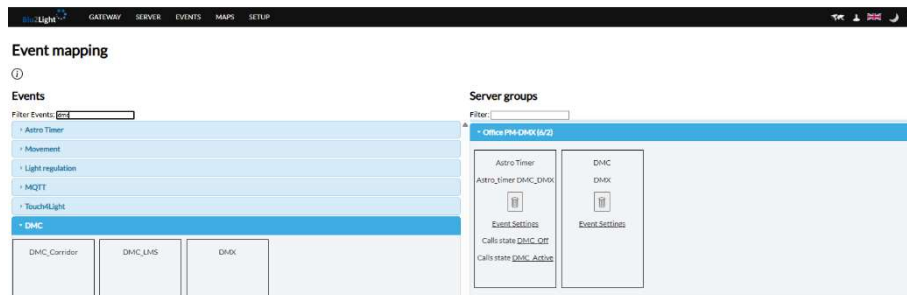 Blu2Light GATEWAY SERVER EVENTS MAPS SETUP
Event mapping
i
Events
Filter Events: dmc
Astro Timer
Movement
Light regulation
MQTT
Touch4Light
DMC
DMC_Corridor DMC_LMS DMX
Server groups
Filter:
Office PM-DMX (6/2)
Astro Timer
Astro_timer DMC_DMX
Event Settings
Calls state DMC_Off
Calls state DMC_Active
DMC
DMX
Event Settings